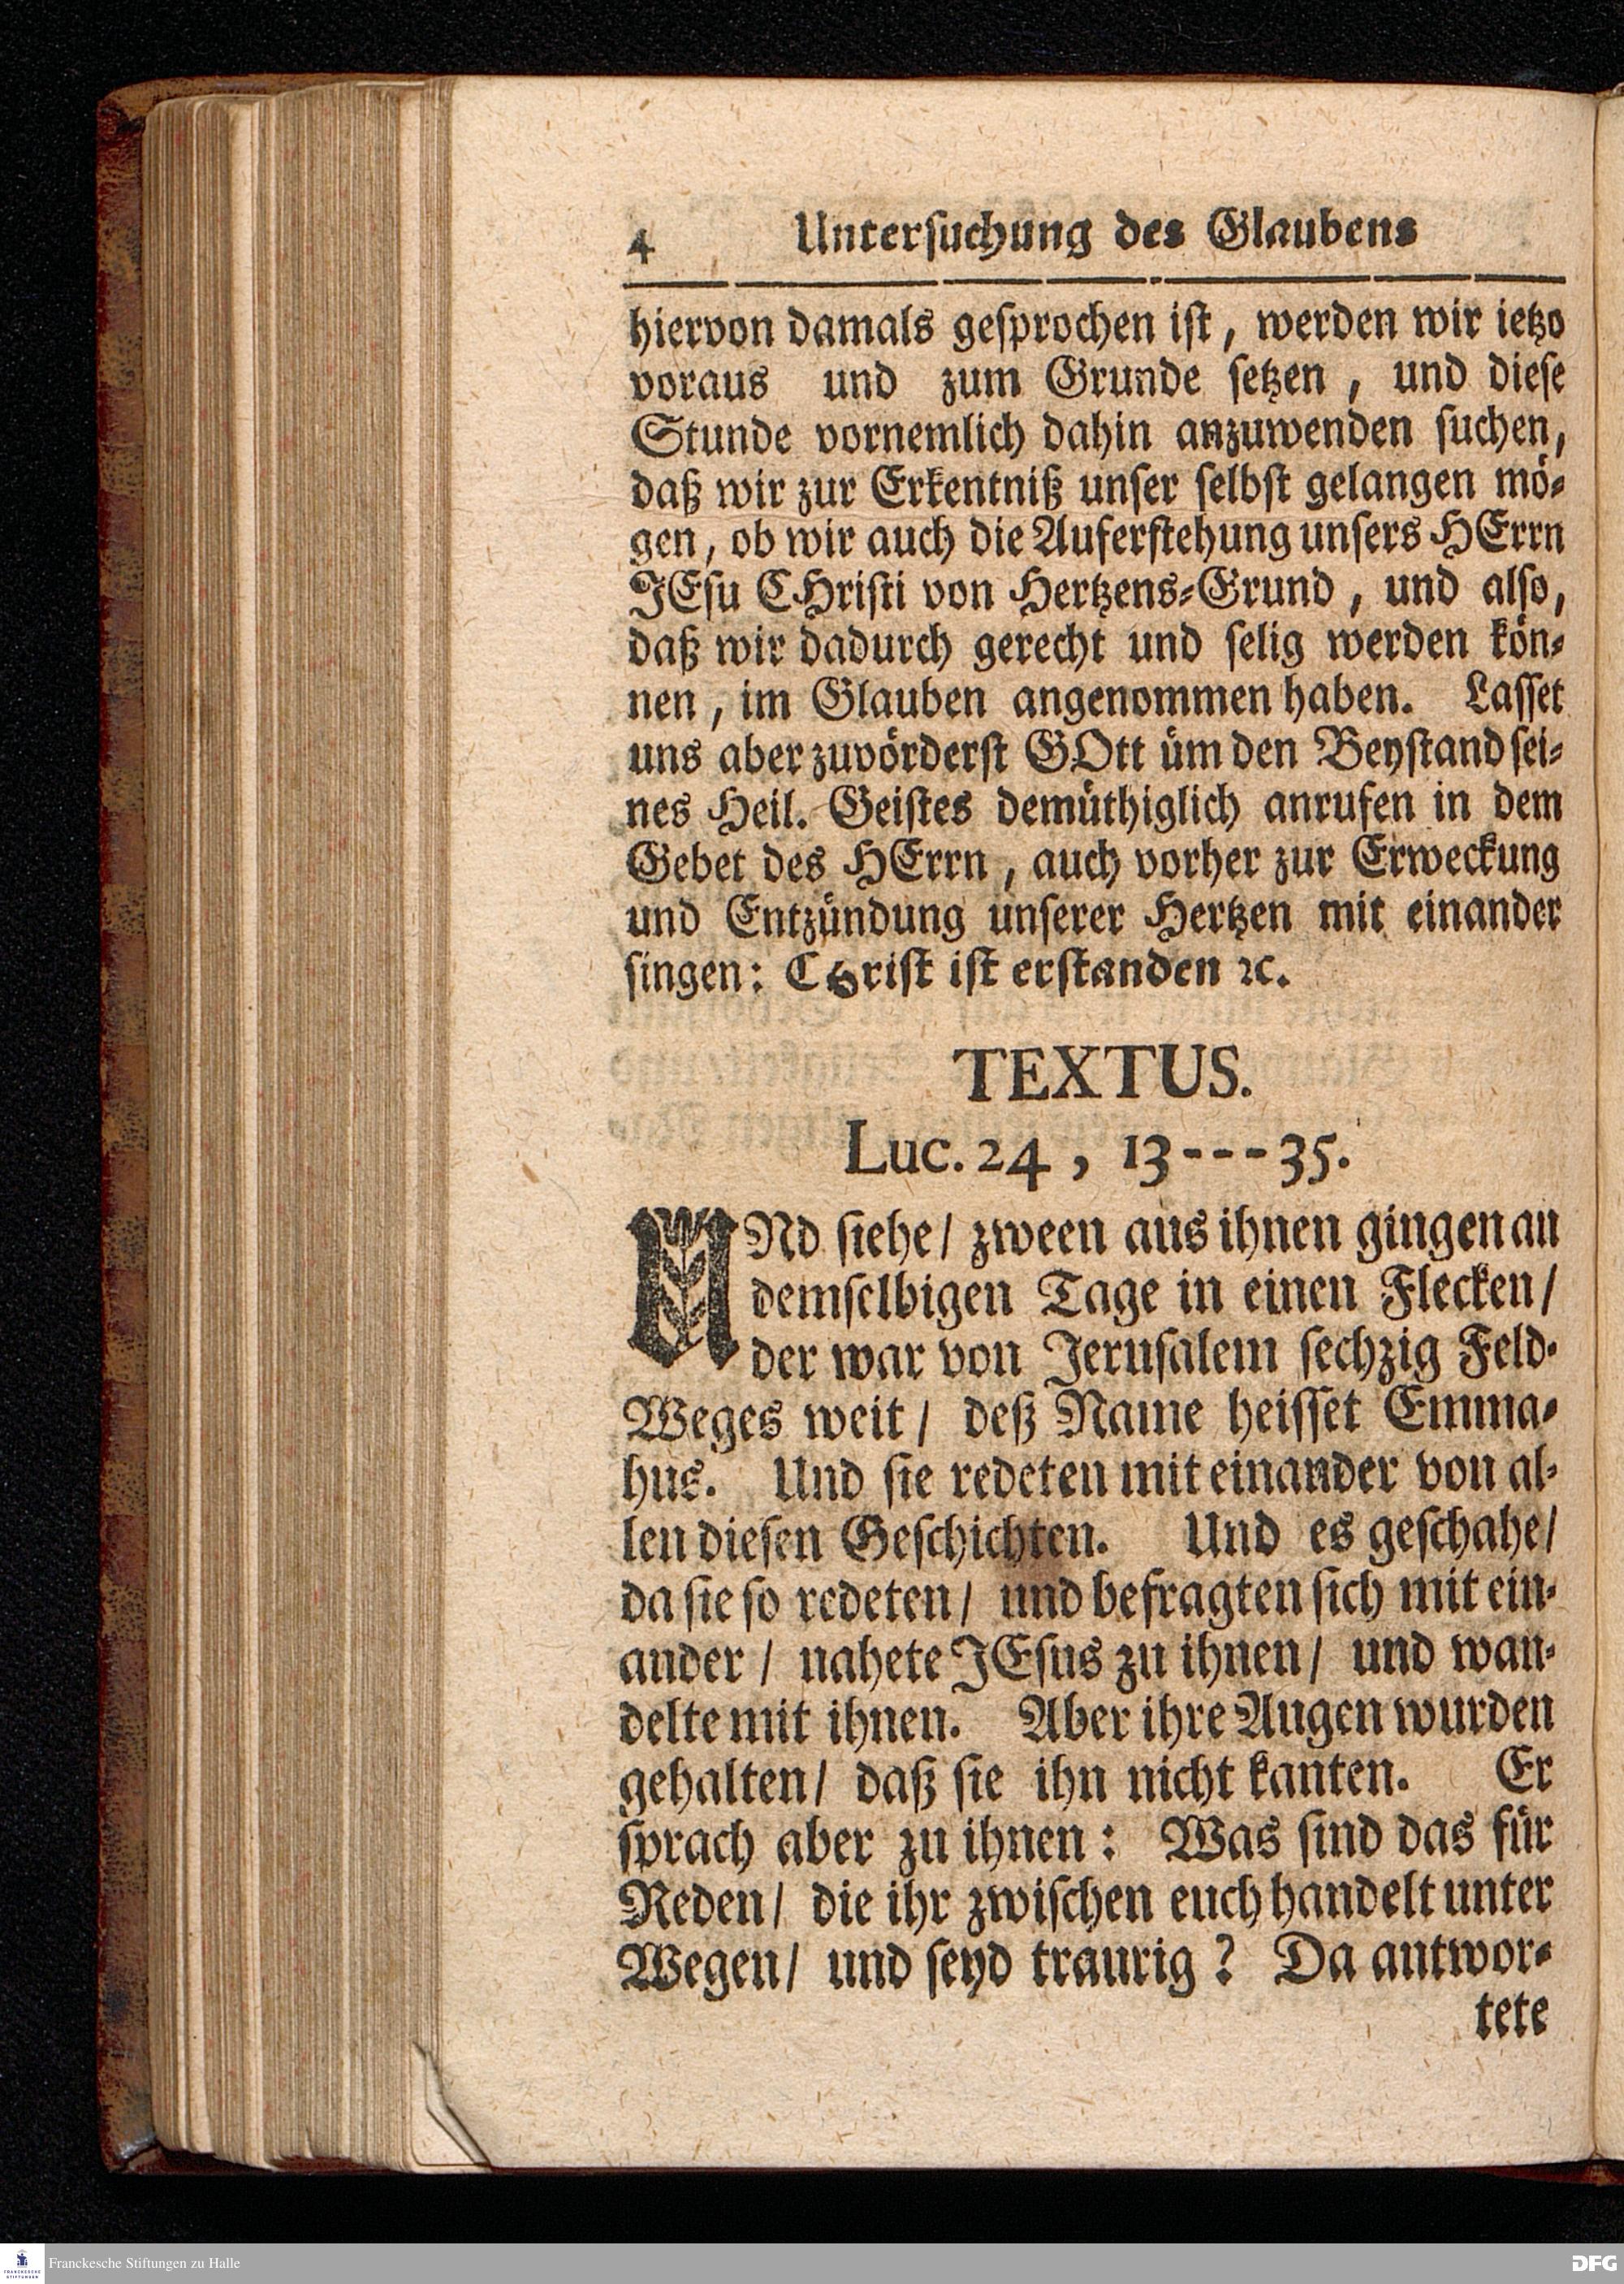 4 Untersuchung des Glaubens
hiervon damals gesprochen ist, werden wir ietzo
voraus und zum Grunde setzen, und diese
Stunde vornemlich dahin anzuwenden suchen,
daß wir zur Erkentniß unser selbst gelangen mö-
gen, ob wir auch die Auferstehung unsers HErrn
JEsu CHristi von Hertzens-Grund, und also,
daß wir dadurch gerecht und selig werden kön-
nen, im Glauben angenommen haben. Lasset
uns aber zuvörderst GOtt üm den Beystand sei-
nes Heil. Geistes demüthiglich anrufen in dem
Gebet des HErrn, auch vorher zur Erweckung
und Entzündung unserer Hertzen mit einander
singen: CHrist ist erstanden ꝛc.
TEXTUS.
Luc. 24, 13---35.
UNd siehe/ zween aus ihnen gingen an
demselbigen Tage in einen Flecken/
der war von Jerusalem sechzig Feld-
Weges weit/ deß Name heisset Emma-
hus. Und sie redeten mit einander von al-
len diesen Geschichten. Und es geschahe/
da sie so redeten/ und befragten sich mit ein-
ander/ nahete JEsus zu ihnen/ und wan-
delte mit ihnen. Aber ihre Augen wurden
gehalten/ daß sie ihn nicht kanten. Er
sprach aber zu ihnen: Was sind das für
Reden/ die ihr zwischen euch handelt unter
Wegen/ und seyd traurig? Da antwor-
tete
FRANCKESCHE STIFTUNGEN
Franckesche Stiftungen zu Halle
DFG